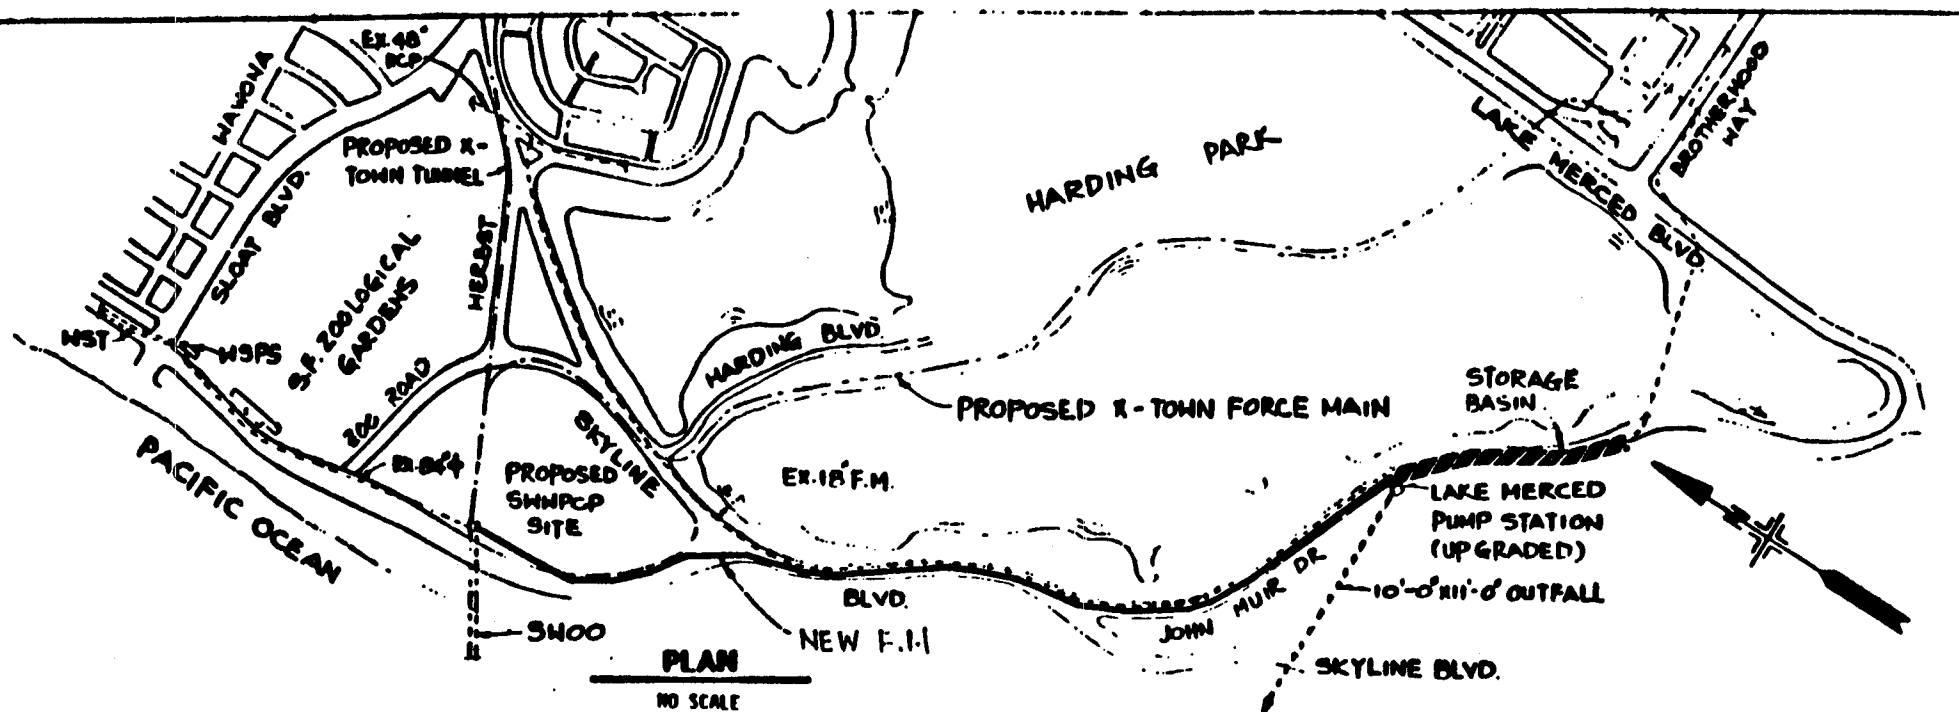 EX. 48"
RCP
WAWONA
SLOAT BLVD.
PROPOSED X-
TOWN TUNNEL
HERBST
S.F. ZOOLOGICAL
GARDENS
WST
WSPS
ZOO ROAD
EX. 84"φ
PACIFIC OCEAN
PROPOSED
SWWPCP
SITE
SWOO
SKYLINE
BLVD.
HARDING BLVD.
HARDING PARK
PROPOSED X-TOWN FORCE MAIN
EX. 18" F.M.
NEW F.M
LAKE MERCED BLVD.
BROTHERHOOD
WAY
STORAGE
BASIN
LAKE MERCED
PUMP STATION
(UPGRADED)
N
JOHN MUIR DR
10'-0"X11'-0" OUTFALL
SKYLINE BLVD.
PLAN
NO SCALE